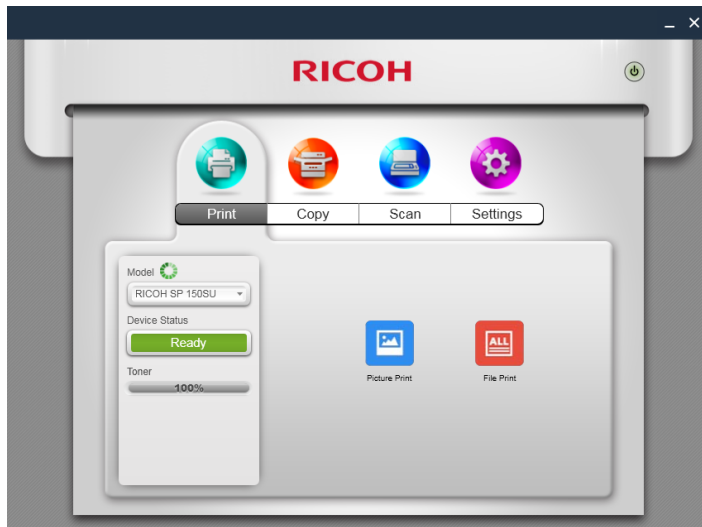 RICOH
Print
Copy
Scan
Settings
Model
RICOH SP 150SU
Device Status
Ready
Toner
100%
ALL
Picture Print
File Print